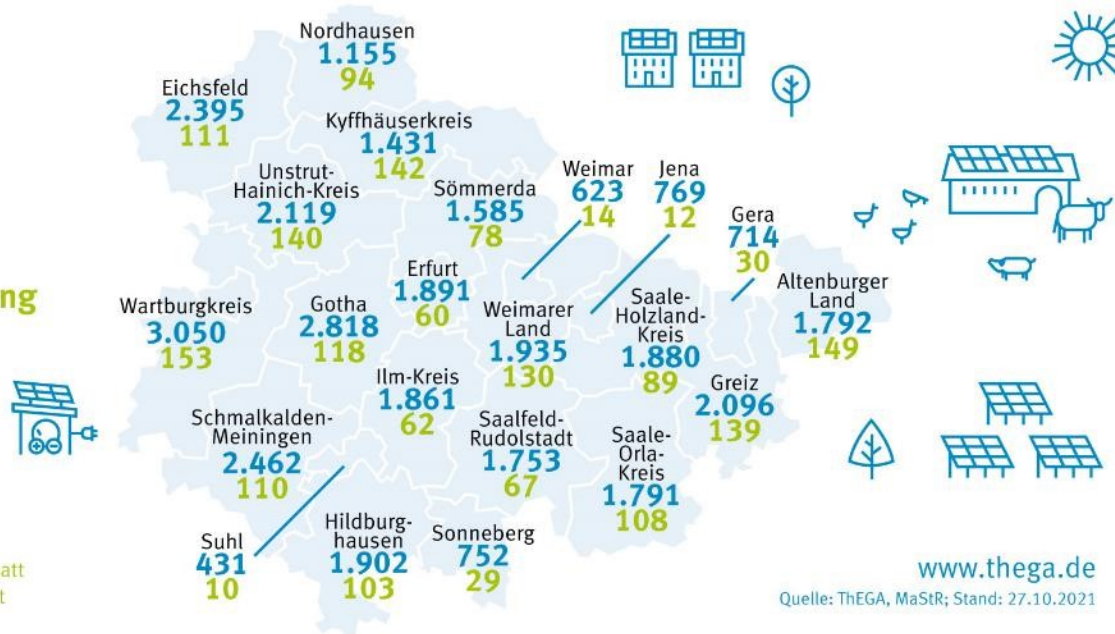 Nordhausen
1.155
94
Eichsfeld
2.395
111
Kyffhäuserkreis
1.431
142
Unstrut-
Hainich-Kreis
2.119
140
Sömmerda
1.585
78
Weimar
623
14
Jena
769
12
Gera
714
30
Altenburger
Land
1.792
149
ng
Wartburgkreis
3.050
153
Gotha
2.818
118
Erfurt
1.891
60
Weimarer
Land
1.935
130
Saale-
Holzland-
Kreis
1.880
89
Greiz
2.096
139
Ilm-Kreis
1.861
62
Schmalkalden-
Meiningen
2.462
110
Saalfeld-
Rudolstadt
1.753
67
Saale-
Orla-
Kreis
1.791
108
Suhl
431
10
Hildburg-
hausen
1.902
103
Sonneberg
752
29
att
t
www.thega.de
Quelle: ThEGA, MaStR; Stand: 27.10.2021